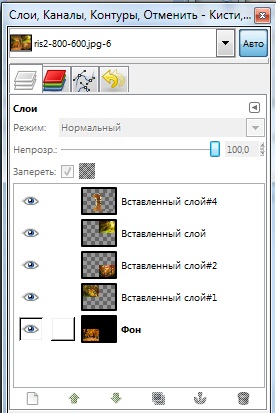 Слои, Каналы, Контуры, Отменить - Кисти,...
ris2-800-600.jpg-6
Авто
Слои
Режим: Нормальный
Непрозр.: 100,0
Запереть:
Вставленный слой#4
Вставленный слой
Вставленный слой#2
Вставленный слой#1
Фон